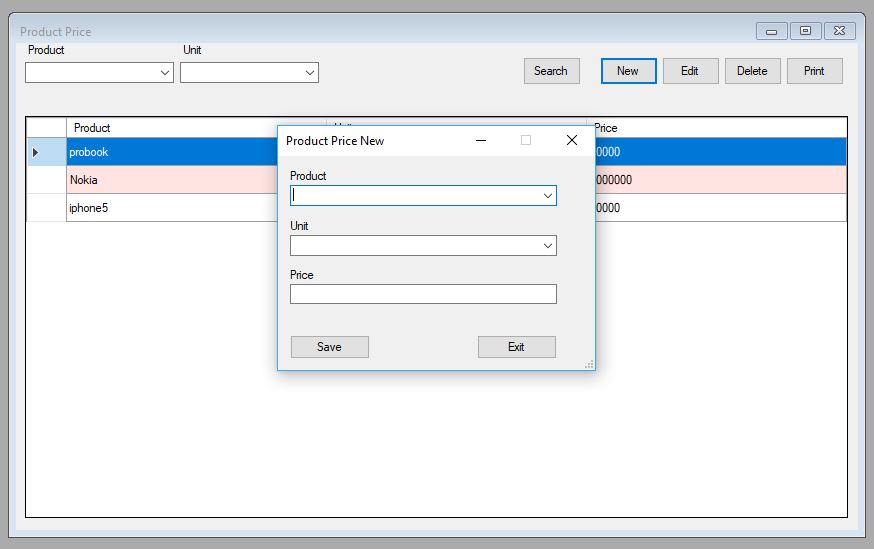 Product Price
Product Unit
Search New Edit Delete Print
Product Price
probook 0000
Nokia 000000
iphone5 0000
Product Price New
Product
Unit
Price
Save Exit